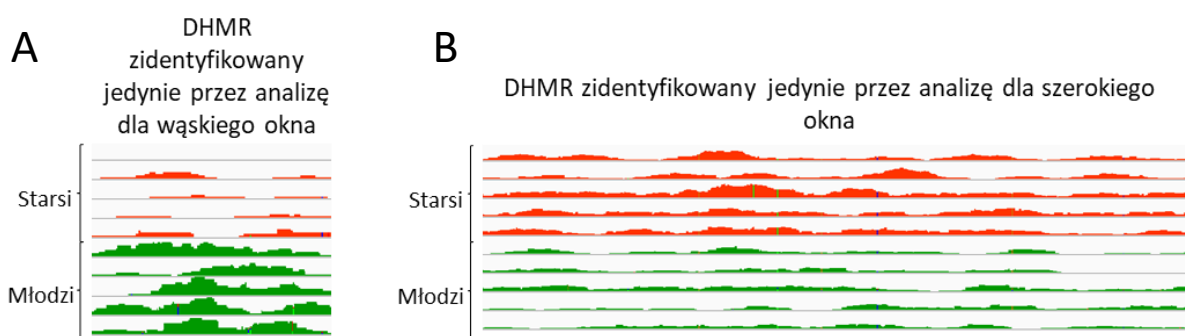 A
DHMR
zidentyfikowany
jedynie przez analizę
dla wąskiego okna
Starsi
Młodzi
B
DHMR zidentyfikowany jedynie przez analizę dla szerokiego
okna
Starsi
Młodzi